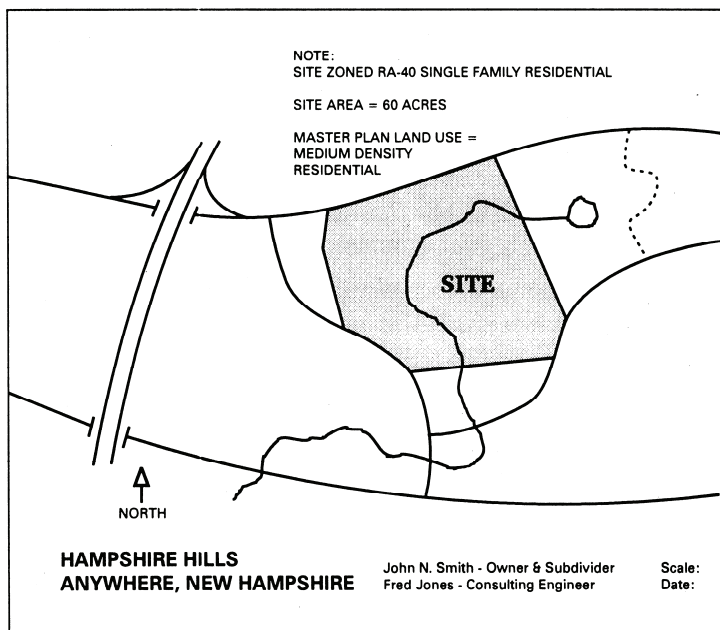 NOTE:
SITE ZONED RA-40 SINGLE FAMILY RESIDENTIAL
SITE AREA = 60 ACRES
MASTER PLAN LAND USE =
MEDIUM DENSITY
RESIDENTIAL
SITE
NORTH
HAMPSHIRE HILLS
ANYWHERE, NEW HAMPSHIRE
John N. Smith - Owner & Subdivider
Fred Jones - Consulting Engineer
Scale:
Date: